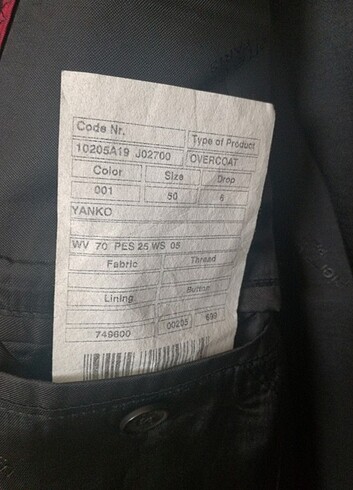 Code Nr.
Type of Product
10205A19 J02700
OVERCOAT
Color
Size
Drop
001
50
6
YANKO
WV 70 PES 25 WS 05
Fabric
Thread
Lining
Button
749600
00205
699